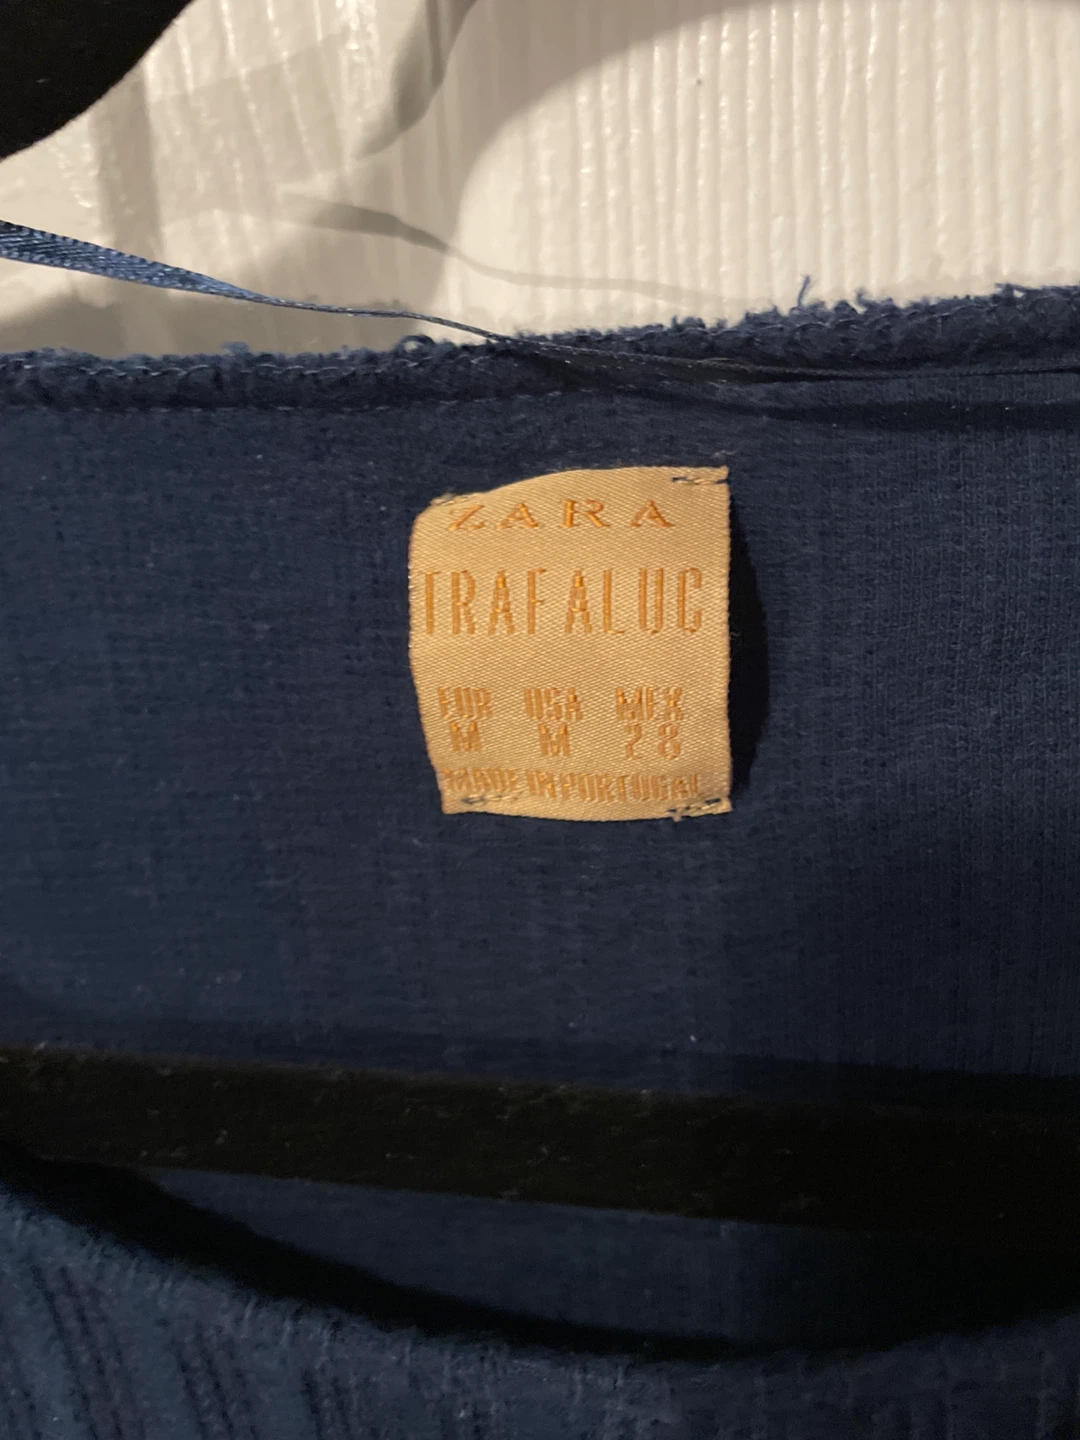 ZARA
TRAFALUC
EUR USA MEX
M M 28
MADE IN PORTUGAL